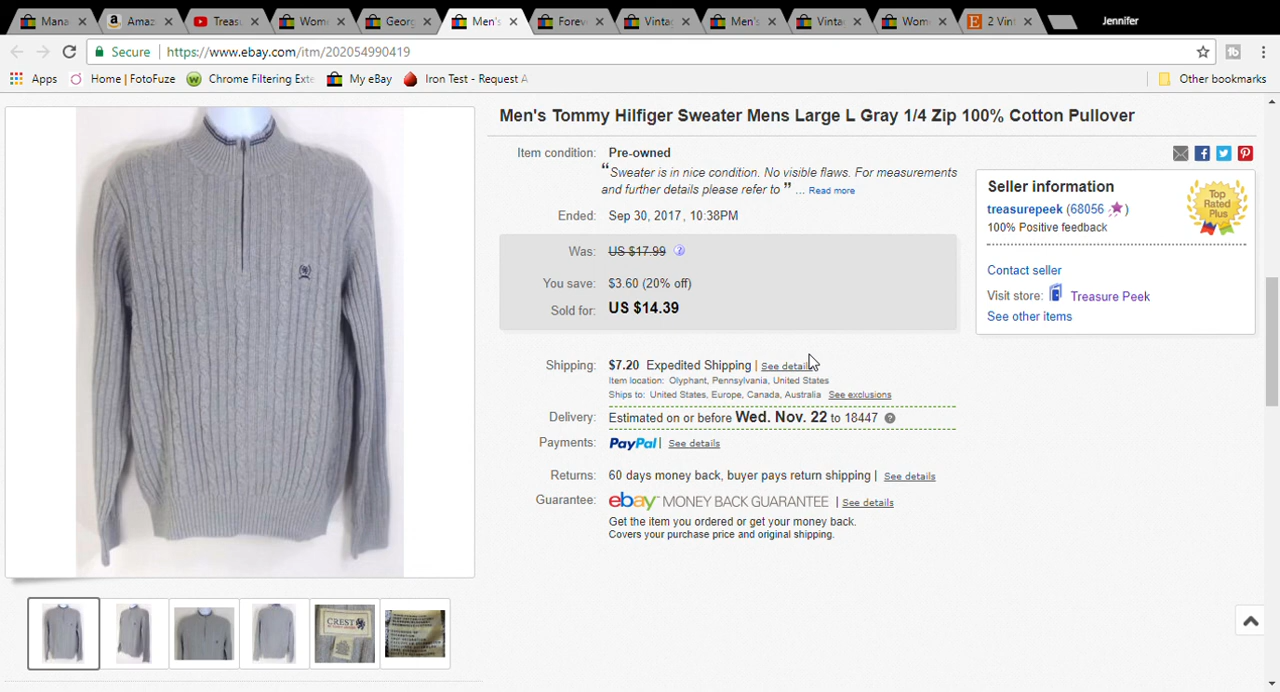 Mana
Amaz
Treasu
Wome
Georg
Men's
Forev
Vintag
Men's
Vinta
Wom
2 Vint
Jennifer
Secure
https://www.ebay.com/itm/202054990419
Apps
Home | FotoFuze
Chrome Filtering Exte
My eBay
Iron Test - Request A
Other bookmarks
Men's Tommy Hilfiger Sweater Mens Large L Gray 1/4 Zip 100% Cotton Pullover
Item condition: Pre-owned
“Sweater is in nice condition. No visible flaws. For measurements
and further details please refer to ” ... Read more
Ended: Sep 30, 2017 , 10:38PM
Was: US $17.99
You save: $3.60 (20% off)
Sold for: US $14.39
Shipping: $7.20 Expedited Shipping | See details
Item location: Olyphant, Pennsylvania, United States
Ships to: United States, Europe, Canada, Australia See exclusions
Delivery: Estimated on or before Wed. Nov. 22 to 18447
Payments: PayPal | See details
Returns: 60 days money back, buyer pays return shipping | See details
Guarantee: ebay MONEY BACK GUARANTEE | See details
Get the item you ordered or get your money back.
Covers your purchase price and original shipping.
Seller information
treasurepeek (68056 )
100% Positive feedback
Top
Rated
Plus
Contact seller
Visit store: Treasure Peek
See other items
CREST